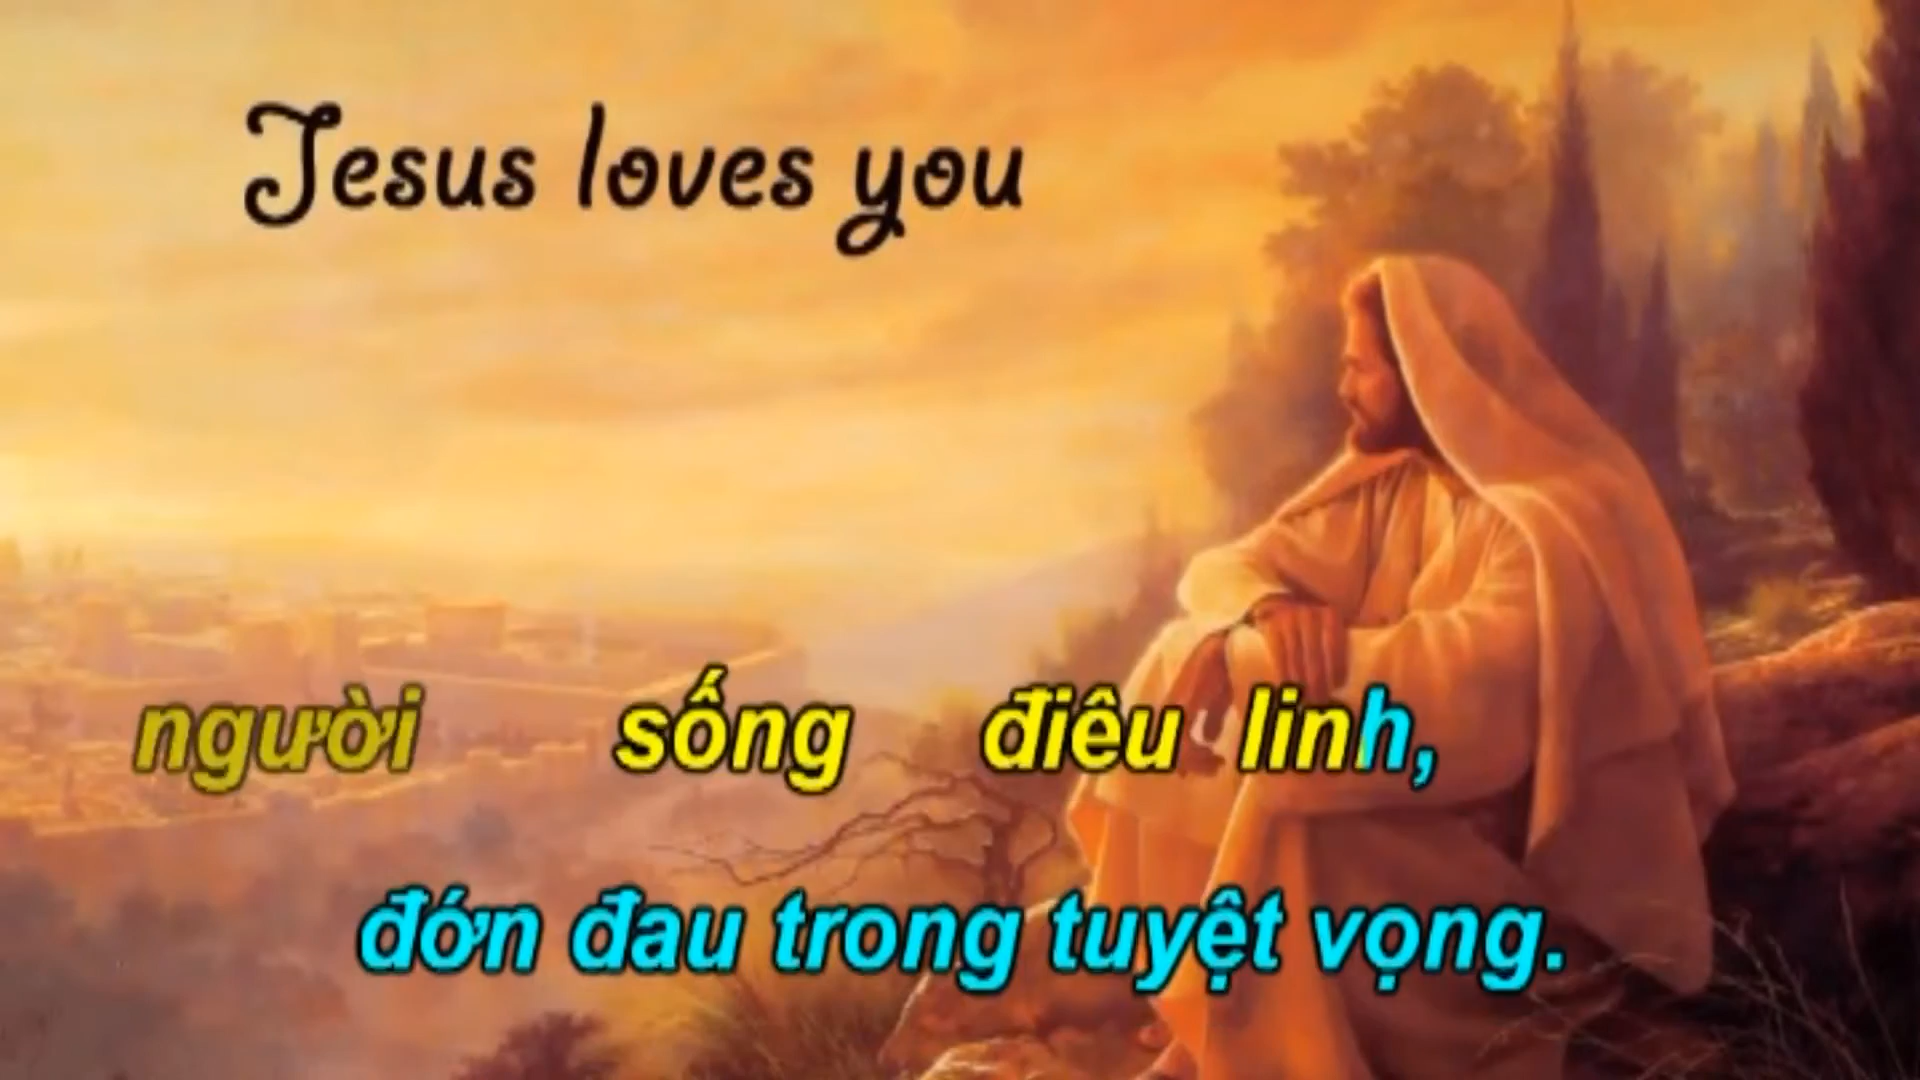 Jesus loves you
người sống điêu linh,
đớn đau trong tuyệt vọng.